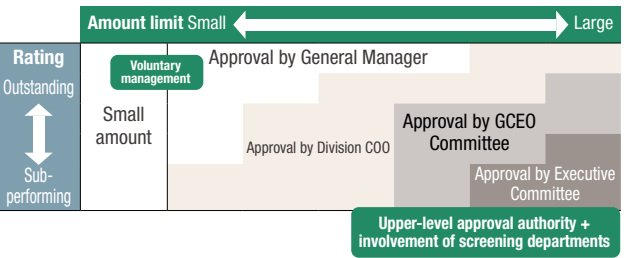 Amount limit Small Large
Rating
Outstanding
Sub-
performing
Voluntary
management
Approval by General Manager
Small
amount
Approval by Division COO
Approval by GCEO
Committee
Approval by Executive
Committee
Upper-level approval authority +
involvement of screening departments